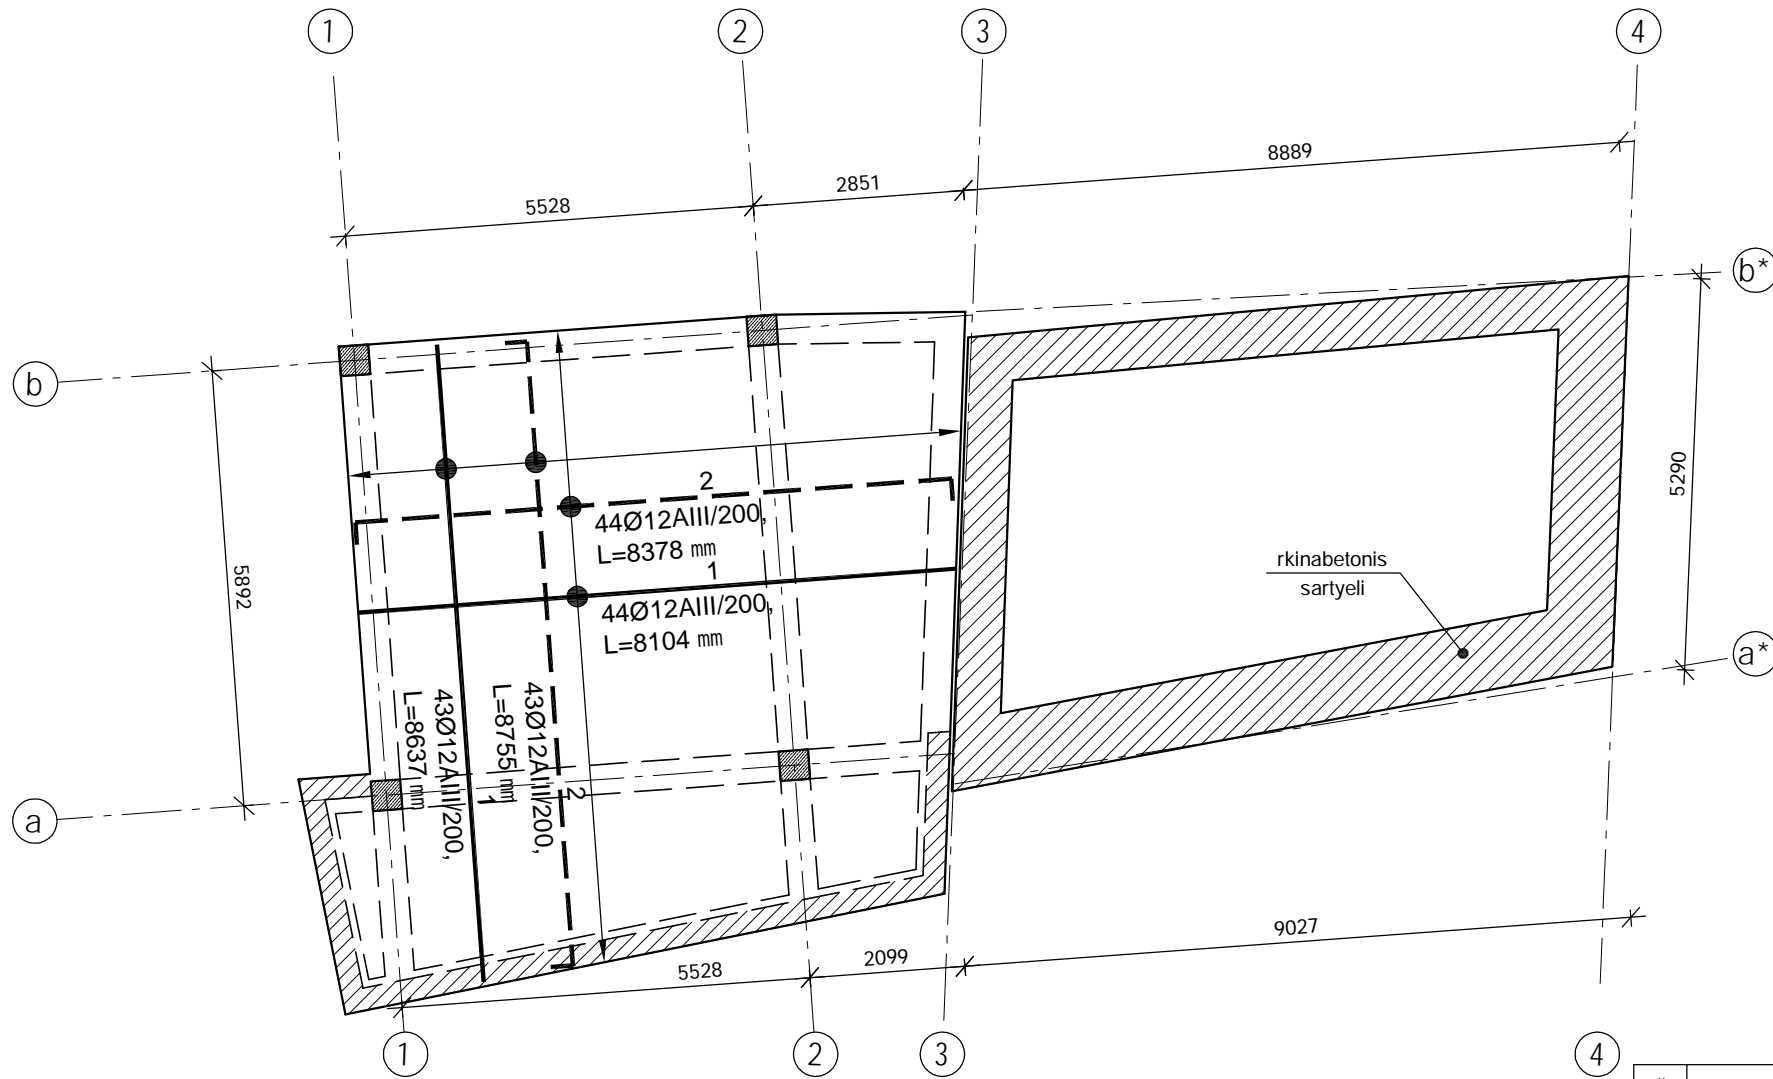 1
2
3
4
8889
2851
5528
b*
b
5290
5892
2
44Ø12AIII/200,
L=8378 mm
1
44Ø12AIII/200,
L=8104 mm
rkinabetonis
sartyeli
a*
43Ø12AIII/200,
L=8637 mm
1
43Ø12AIII/200,
L=8755 mm
2
a
9027
2099
5528
1
2
3
4